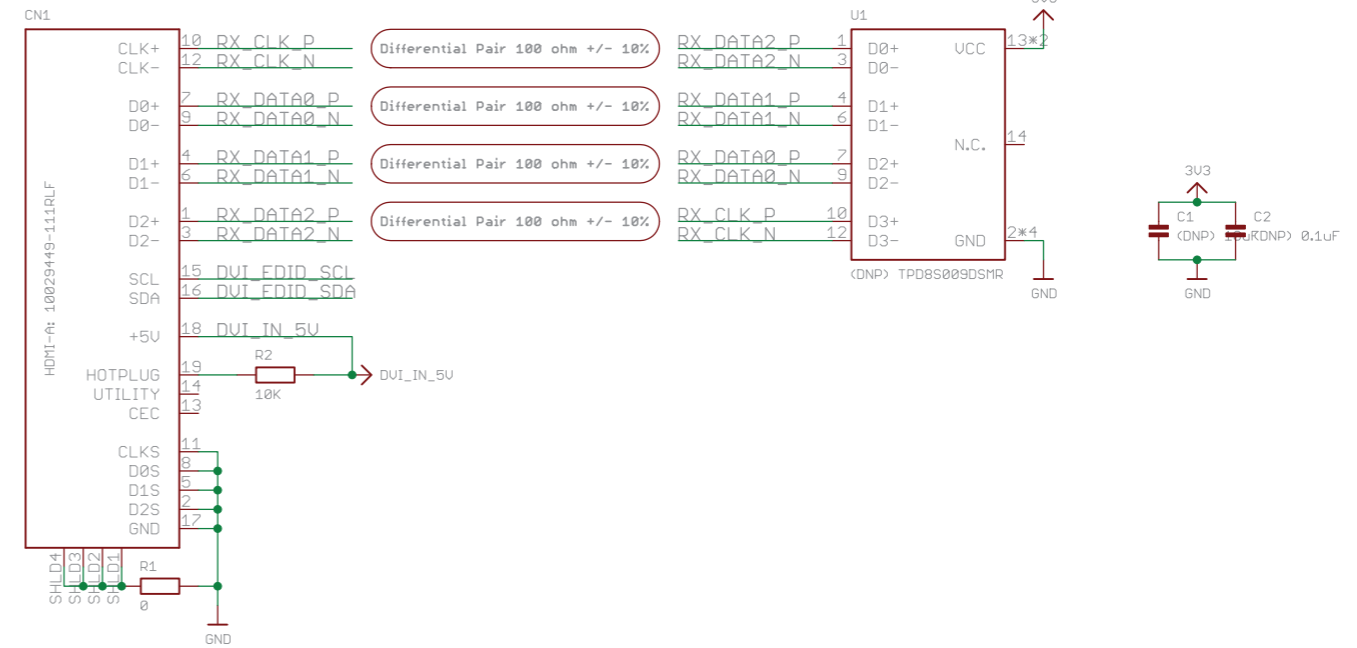 CN1
HDMI-A: 10029449-111RLF
CLK+ 10 RX_CLK_P
CLK- 12 RX_CLK_N
D0+ 7 RX_DATA0_P
D0- 9 RX_DATA0_N
D1+ 4 RX_DATA1_P
D1- 6 RX_DATA1_N
D2+ 1 RX_DATA2_P
D2- 3 RX_DATA2_N
SCL 15 DVI_EDID_SCL
SDA 16 DVI_EDID_SDA
+5V 18 DVI_IN_5V
R2
HOTPLUG 19 DVI_IN_5V
10K
UTILITY 14
CEC 13
CLKS 11
D0S 8
D1S 5
D2S 2
GND 17
SHLD4
SHLD3
SHLD2
SHLD1
R1
0
GND
Differential Pair 100 ohm +/- 10%
Differential Pair 100 ohm +/- 10%
Differential Pair 100 ohm +/- 10%
Differential Pair 100 ohm +/- 10%
U1
3V3
RX_DATA2_P 1 D0+ VCC 13*2
RX_DATA2_N 3 D0-
RX_DATA1_P 4 D1+
RX_DATA1_N 6 D1-
N.C. 14
RX_DATA0_P 7 D2+
RX_DATA0_N 9 D2-
RX_CLK_P 10 D3+
RX_CLK_N 12 D3- GND 2*4
(DNP) TPD8S009DSMR
GND
3V3
C1
(DNP) 10uF
C2
(DNP) 0.1uF
GND